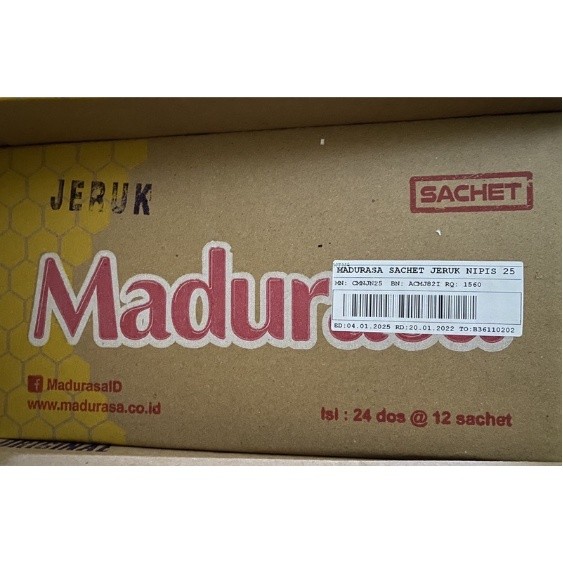 JERUK
SACHET
Madurasa
MADURASA SACHET JERUK NIPIS 25
MN: CMNJN25 BN: ACMJ82I RQ: 1560
ED:04.01.2025 RD:20.01.2022 TO:B36110202
MadurasaID
www.madurasa.co.id
Isi : 24 dos @ 12 sachet